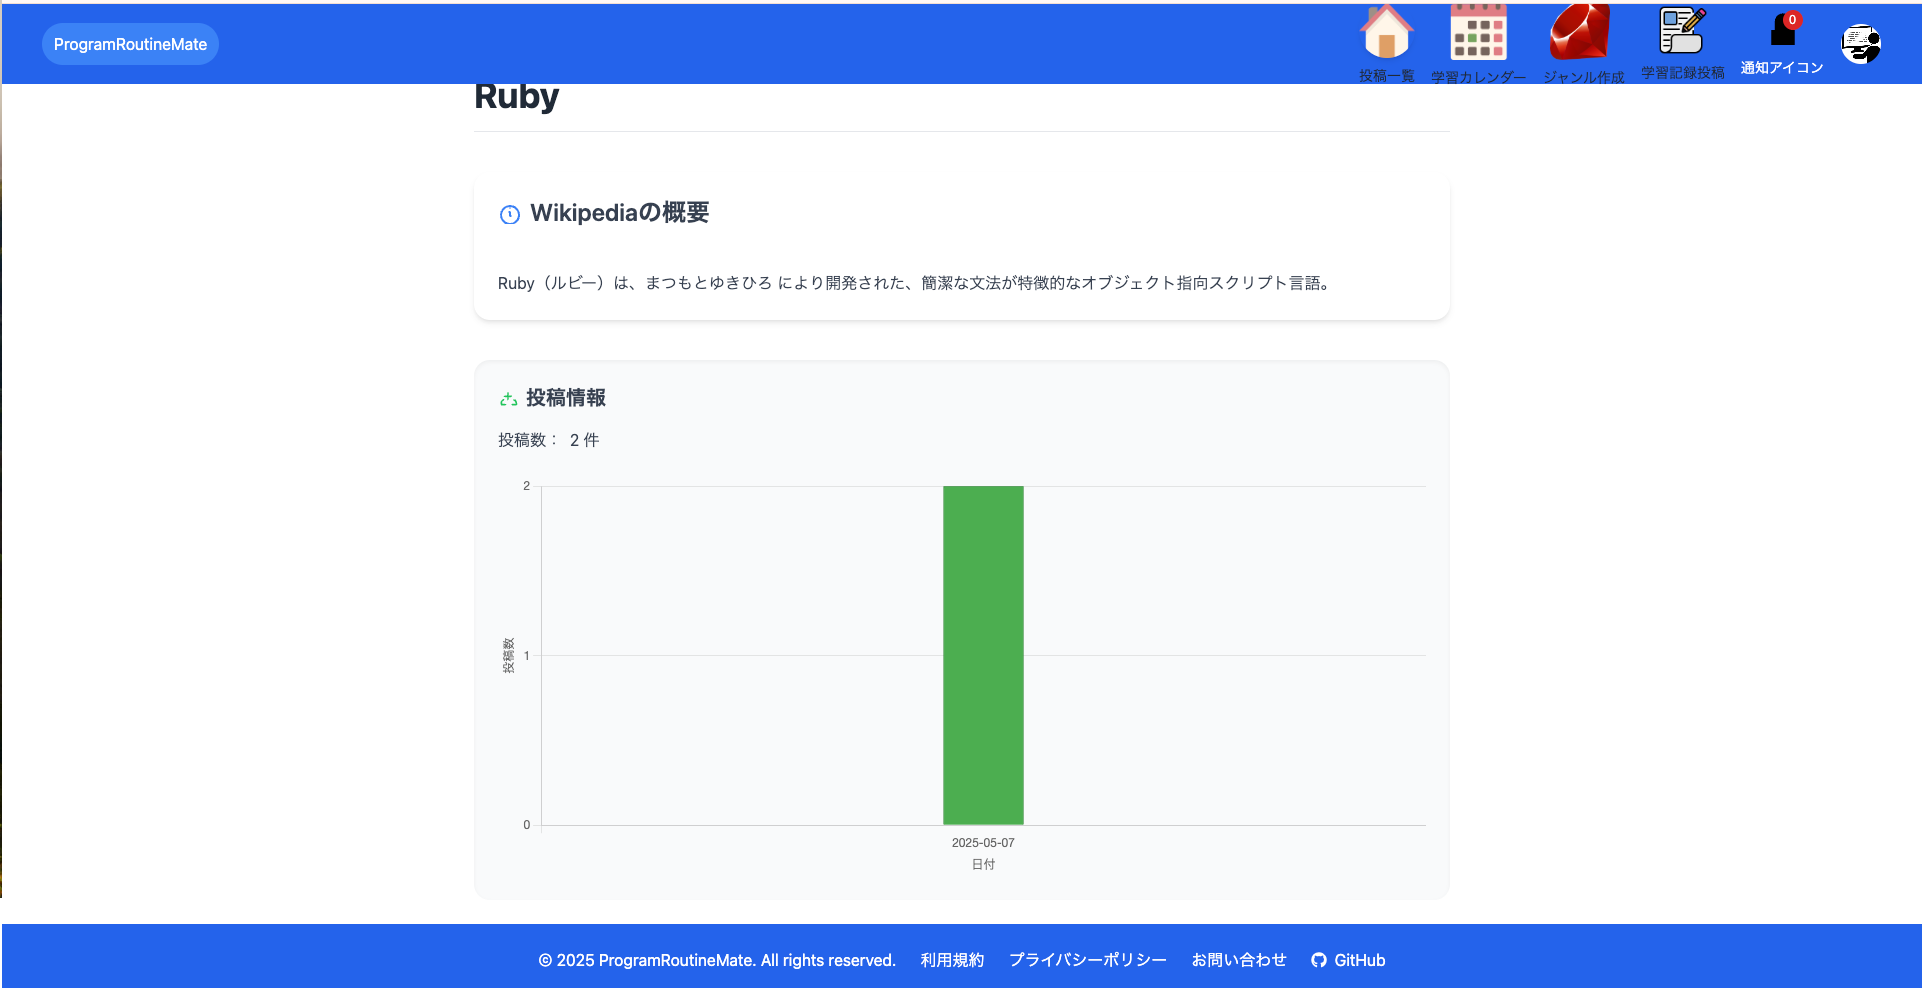 ProgramRoutineMate
投稿一覧
学習カレンダー
ジャンル作成
学習記録投稿
0
通知アイコン
Ruby
Wikipediaの概要
Ruby（ルビー）は、まつもとゆきひろ により開発された、簡潔な文法が特徴的なオブジェクト指向スクリプト言語。
投稿情報
投稿数： 2 件
2
1
0
投稿数
2025-05-07
日付
© 2025 ProgramRoutineMate. All rights reserved. 利用規約 プライバシーポリシー お問い合わせ GitHub